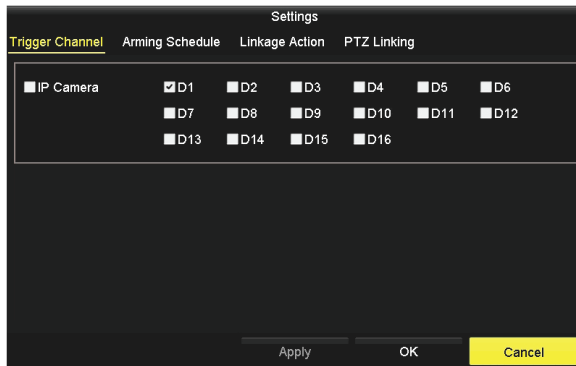 Settings
Trigger Channel Arming Schedule Linkage Action PTZ Linking
IP Camera D1 D2 D3 D4 D5 D6
D7 D8 D9 D10 D11 D12
D13 D14 D15 D16
Apply OK Cancel